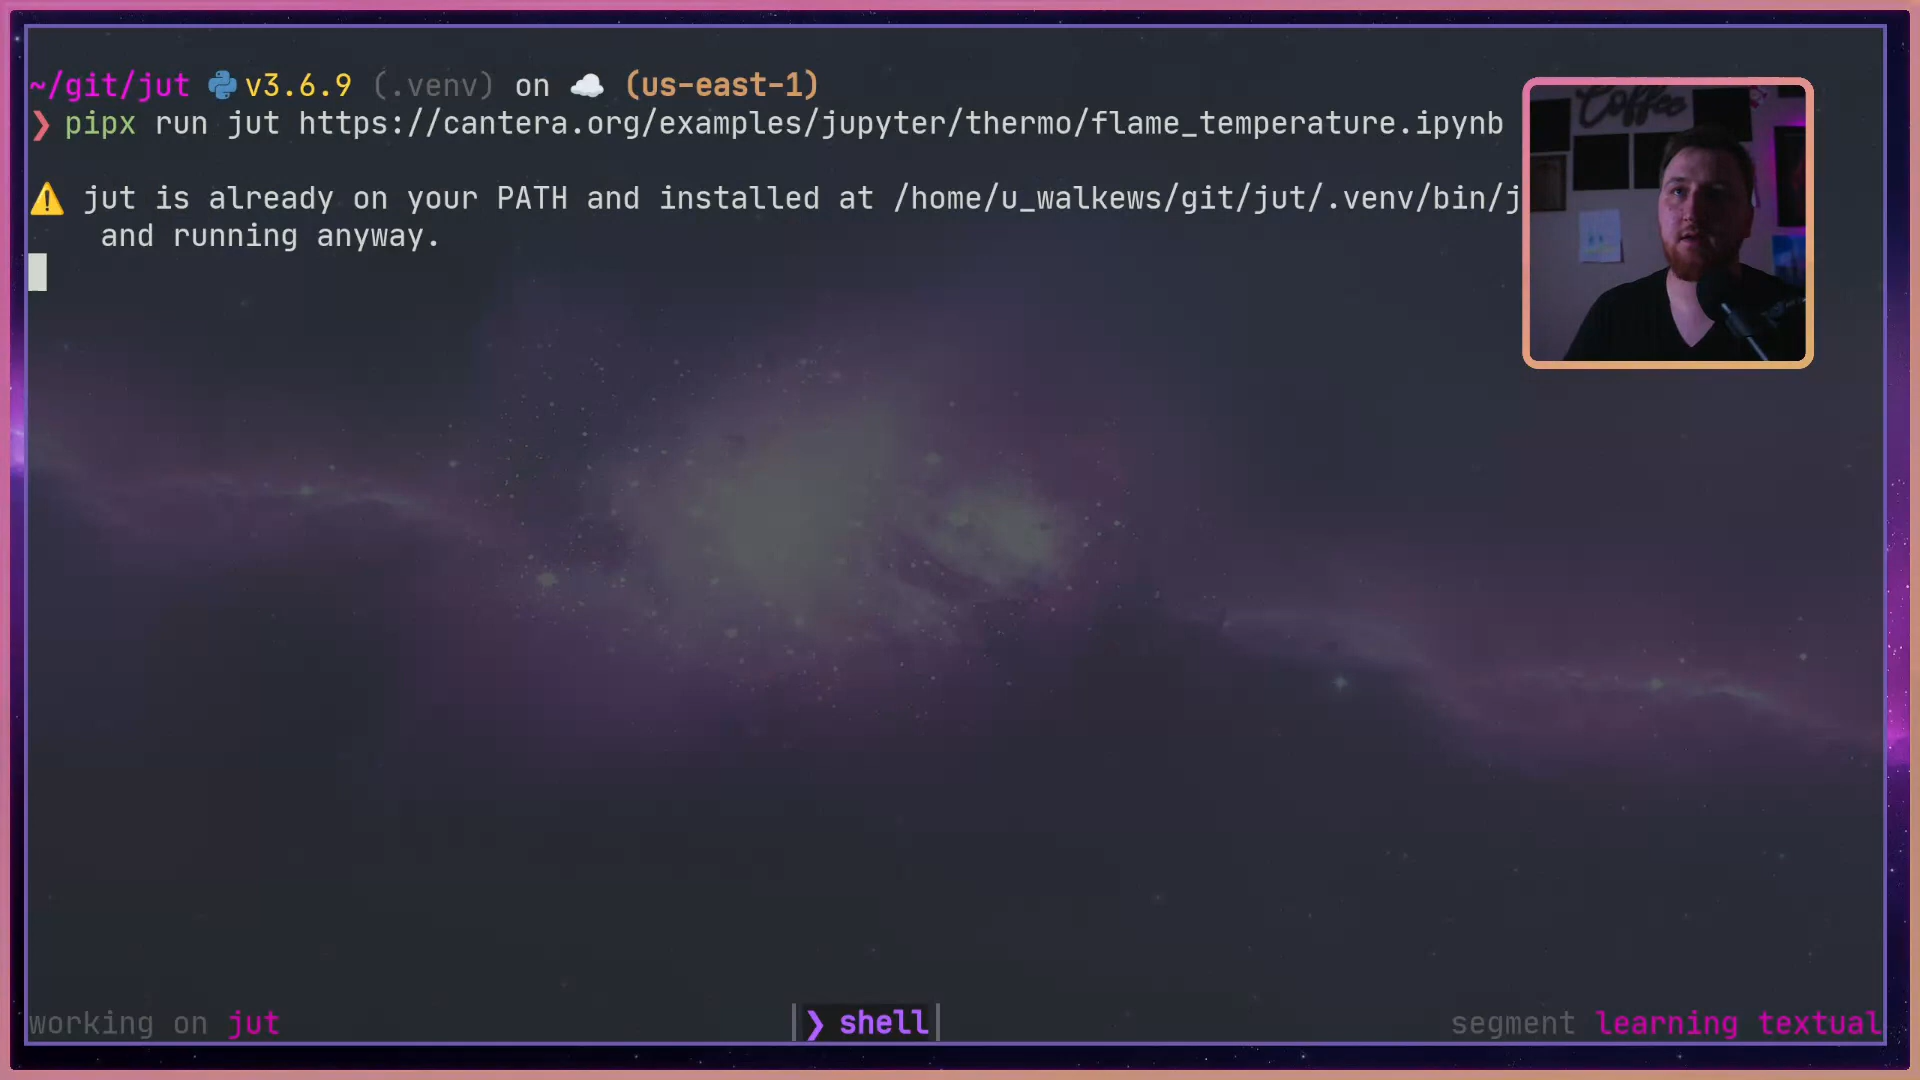 ~/git/jut v3.6.9 (.venv) on (us-east-1)
❯ pipx run jut https://cantera.org/examples/jupyter/thermo/flame_temperature.ipynb
⚠️ jut is already on your PATH and installed at /home/u_walkews/git/jut/.venv/bin/j
and running anyway.
Coffee
working on jut
❯ shell
segment learning textual